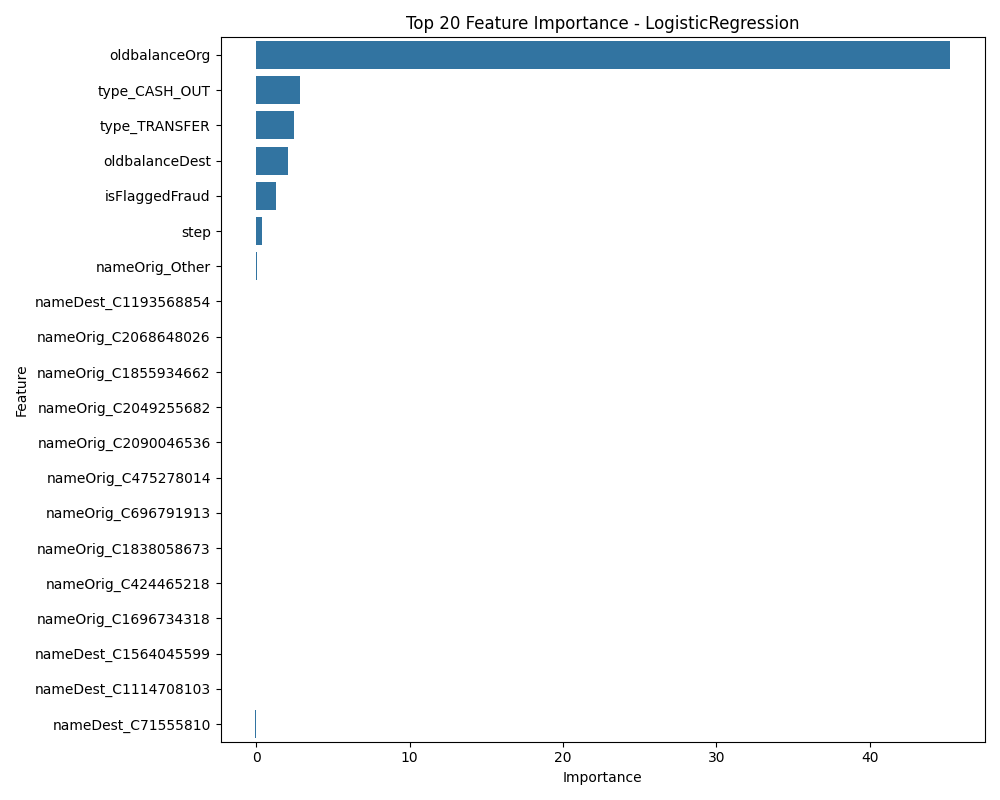 Top 20 Feature Importance - LogisticRegression
oldbalanceOrg
type_CASH_OUT
type_TRANSFER
oldbalanceDest
isFlaggedFraud
step
nameOrig_Other
nameDest_C1193568854
nameOrig_C2068648026
nameOrig_C1855934662
nameOrig_C2049255682
nameOrig_C2090046536
nameOrig_C475278014
nameOrig_C696791913
nameOrig_C1838058673
nameOrig_C424465218
nameOrig_C1696734318
nameDest_C1564045599
nameDest_C1114708103
nameDest_C71555810
Feature
0 10 20 30 40
Importance